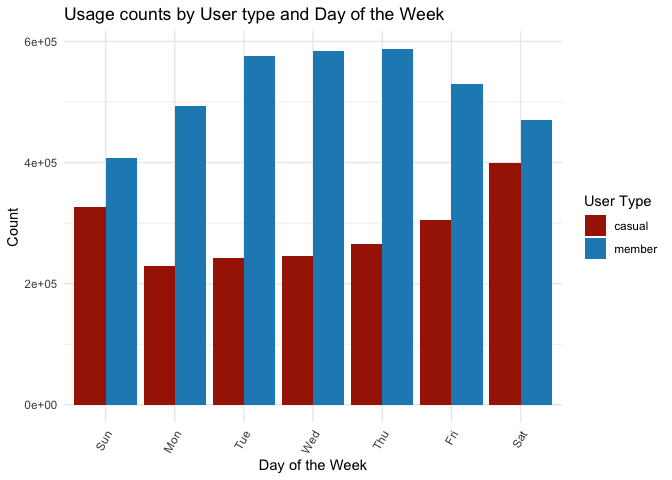 Usage counts by User type and Day of the Week
6e+05
4e+05
2e+05
0e+00
Count
Sun
Mon
Tue
Wed
Thu
Fri
Sat
Day of the Week
User Type
casual
member